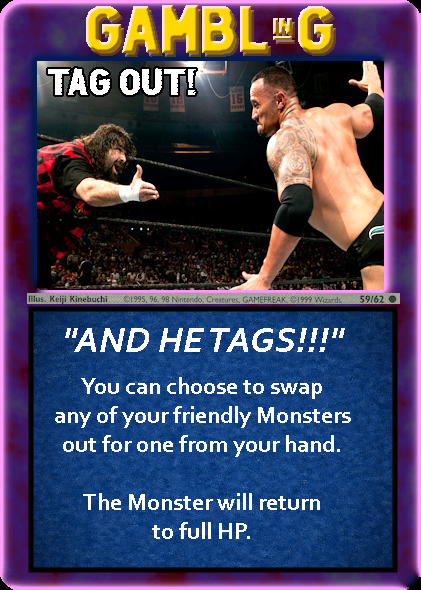 GAMBLING
TAG OUT!
15
Illus. Keiji Kinebuchi ©1995, 96, 98 Nintendo, Creatures, GAMEFREAK. ©1999 Wizards. 59/62
"AND HE TAGS!!!"
You can choose to swap
any of your friendly Monsters
out for one from your hand.
The Monster will return
to full HP.